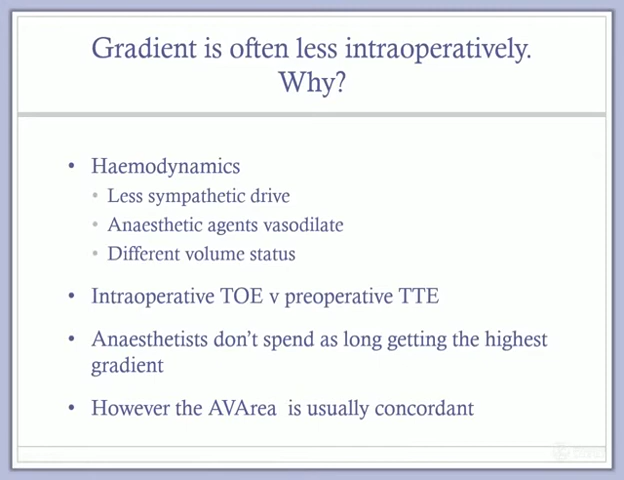 Gradient is often less intraoperatively.
Why?
• Haemodynamics
• Less sympathetic drive
• Anaesthetic agents vasodilate
• Different volume status
• Intraoperative TOE v preoperative TTE
• Anaesthetists don't spend as long getting the highest
gradient
• However the AVArea is usually concordant